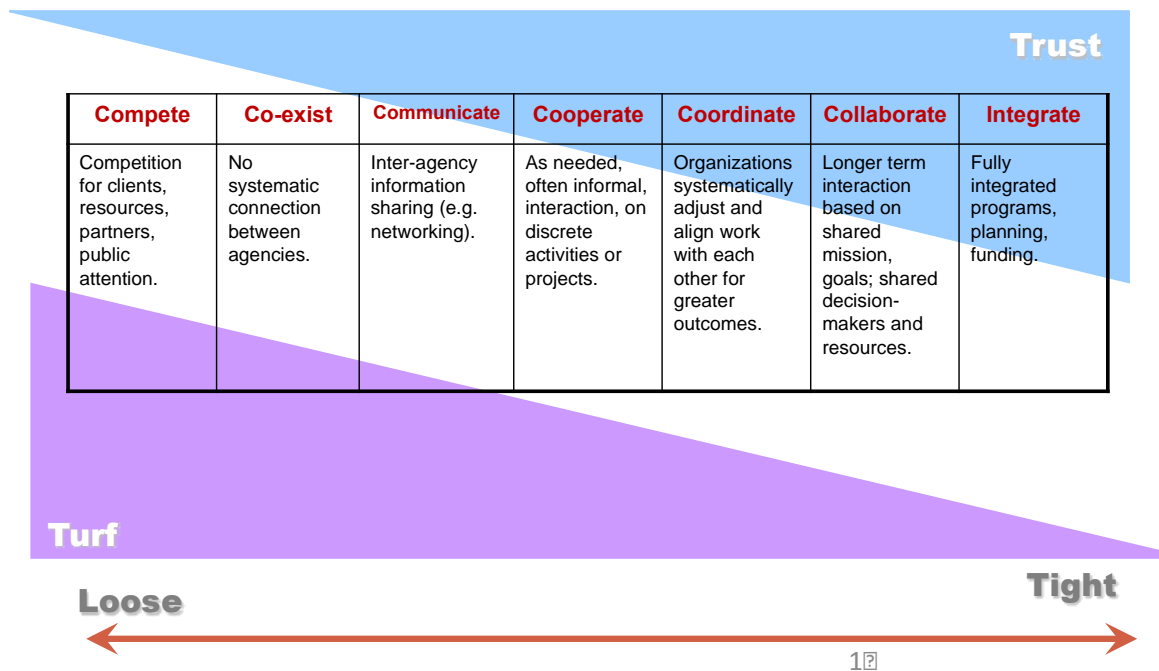 Trust
Compete
Co-exist
Communicate
Cooperate
Coordinate
Collaborate
Integrate
Competition
for clients,
resources,
partners,
public
attention.
No
systematic
connection
between
agencies.
Inter-agency
information
sharing (e.g.
networking).
As needed,
often informal,
interaction, on
discrete
activities or
projects.
Organizations
systematically
adjust and
align work
with each
other for
greater
outcomes.
Longer term
interaction
based on
shared
mission,
goals; shared
decision-
makers and
resources.
Fully
integrated
programs,
planning,
funding.
Turf
Loose
Tight
1